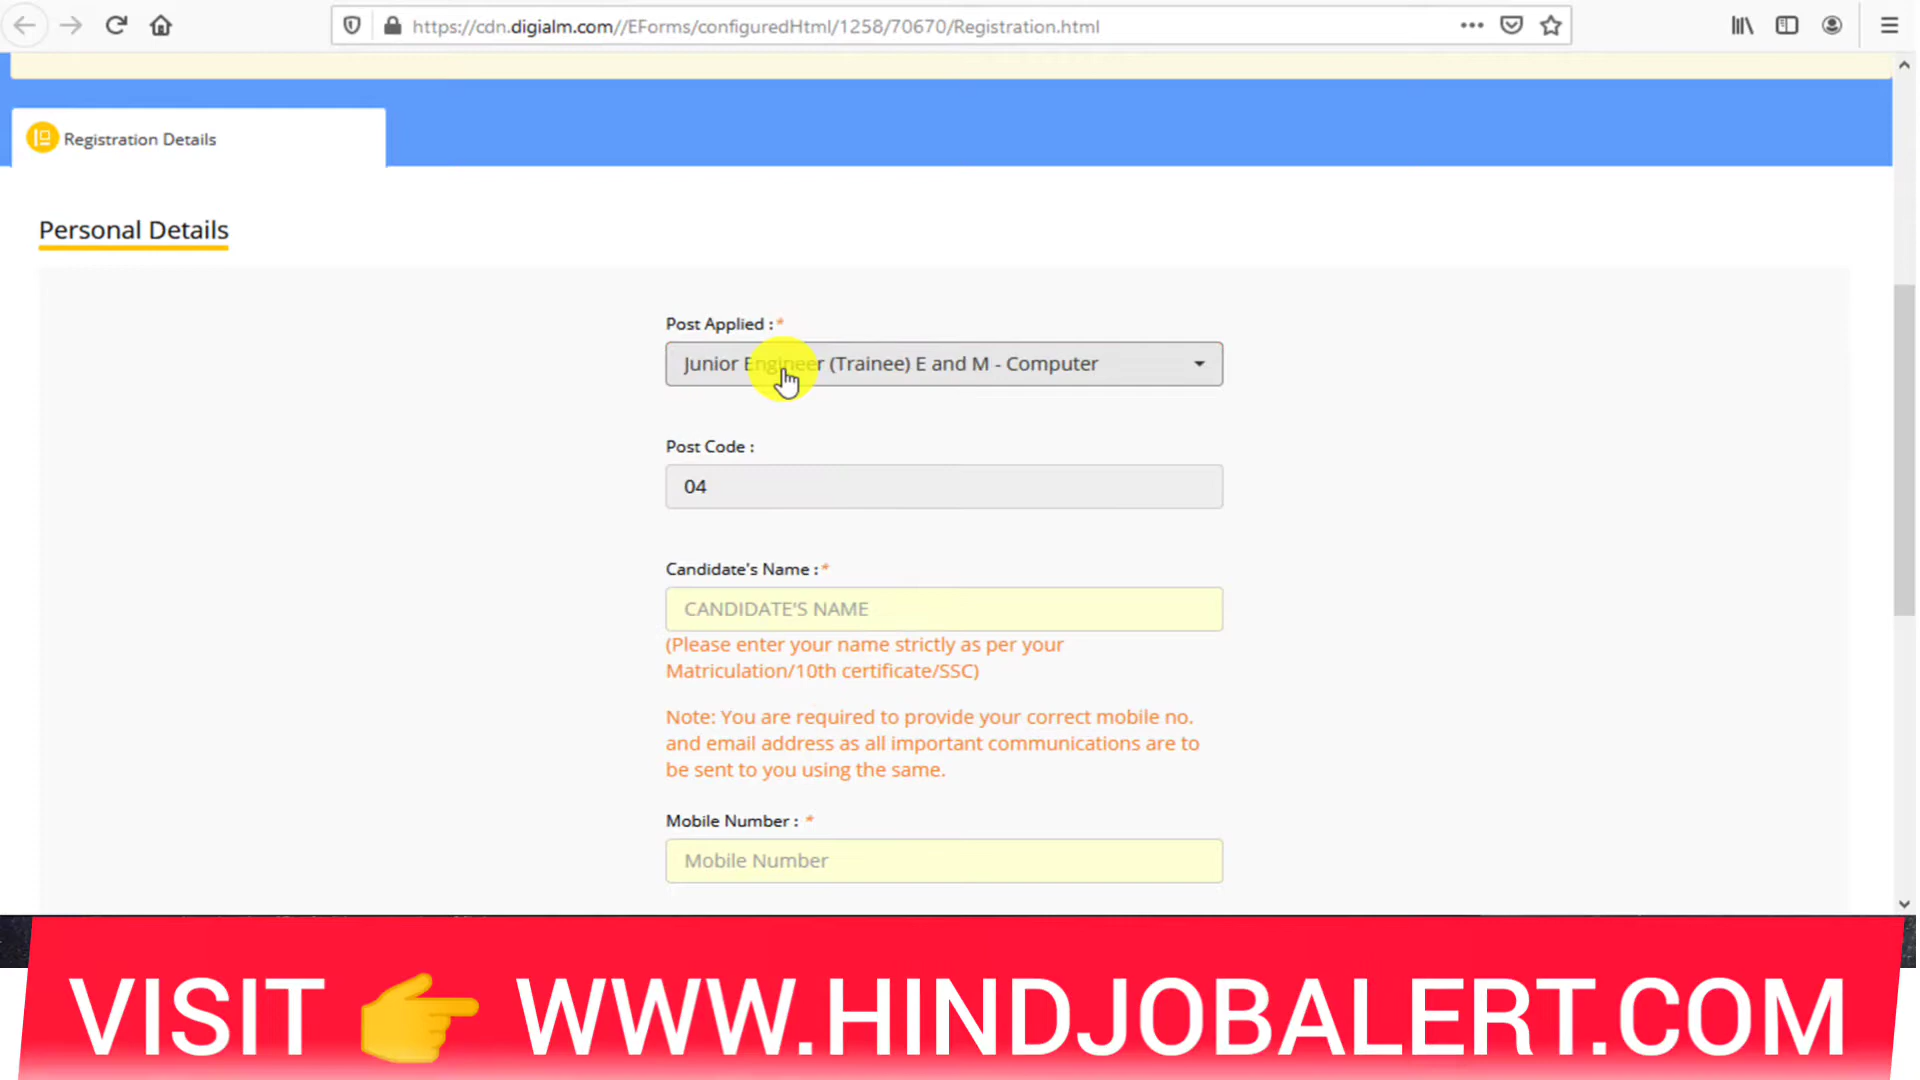 https://cdn.digialm.com//EForms/configuredHtml/1258/70670/Registration.html
Registration Details
Personal Details
Post Applied : *
Junior Engineer (Trainee) E and M - Computer
Post Code :
04
Candidate's Name : *
CANDIDATE'S NAME
(Please enter your name strictly as per your
Matriculation/10th certificate/SSC)
Note: You are required to provide your correct mobile no.
and email address as all important communications are to
be sent to you using the same.
Mobile Number : *
Mobile Number
VISIT 👉 WWW.HINDJOBALERT.COM